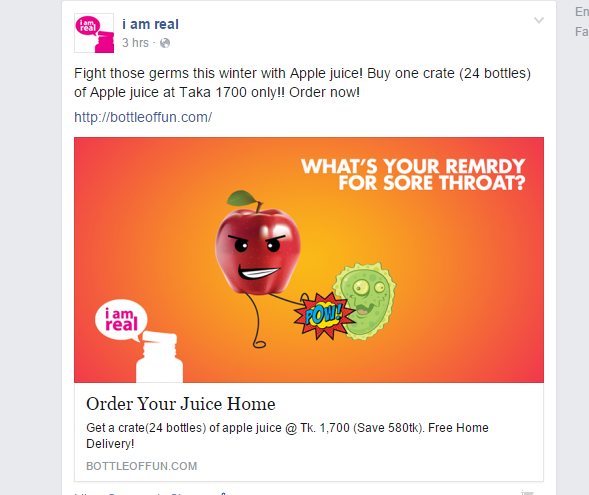 i am real
i am
real
3 hrs ·
Fight those germs this winter with Apple juice! Buy one crate (24 bottles)
of Apple juice at Taka 1700 only!! Order now!
http://bottleoffun.com/
WHAT'S YOUR REMRDY
FOR SORE THROAT?
POW!
i am
real
Order Your Juice Home
Get a crate(24 bottles) of apple juice @ Tk. 1,700 (Save 580tk). Free Home
Delivery!
BOTTLEOFFUN.COM
En
Fa